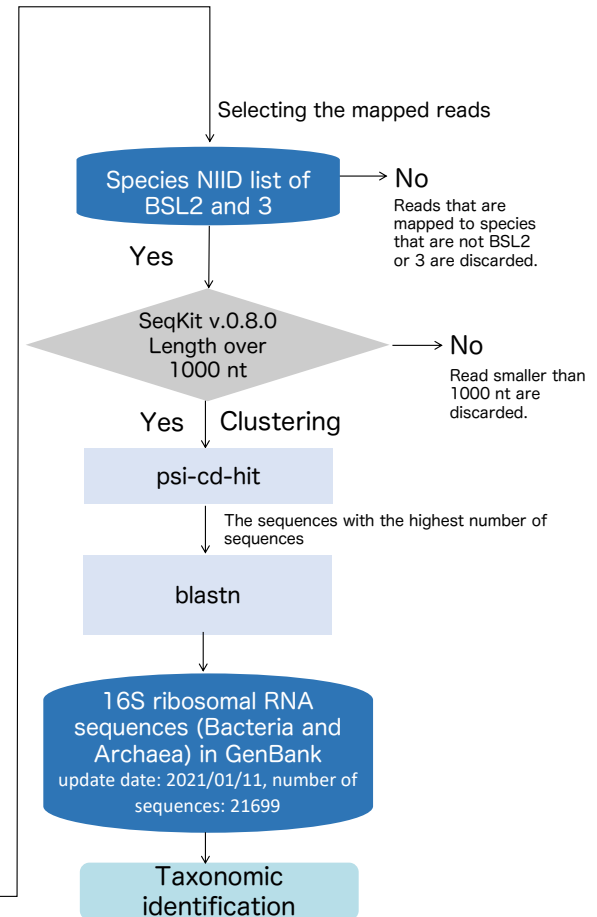 Selecting the mapped reads
Species NIID list of
BSL2 and 3
No
Reads that are
mapped to species
that are not BSL2
or 3 are discarded.
Yes
SeqKit v.0.8.0
Length over
1000 nt
No
Read smaller than
1000 nt are
discarded.
Yes
Clustering
psi-cd-hit
The sequences with the highest number of
sequences
blastn
16S ribosomal RNA
sequences (Bacteria and
Archaea) in GenBank
update date: 2021/01/11, number of
sequences: 21699
Taxonomic
identification